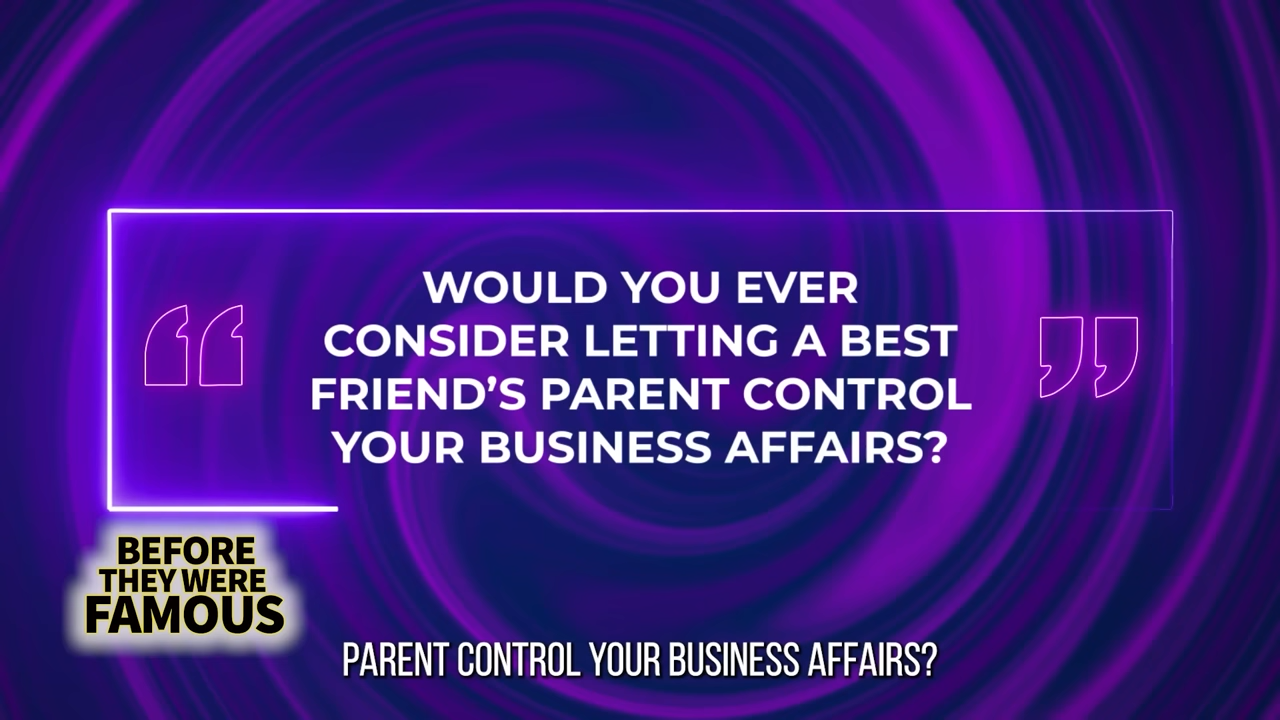 WOULD YOU EVER
CONSIDER LETTING A BEST
FRIEND’S PARENT CONTROL
YOUR BUSINESS AFFAIRS?
BEFORE
THEY WERE
FAMOUS
PARENT CONTROL YOUR BUSINESS AFFAIRS?